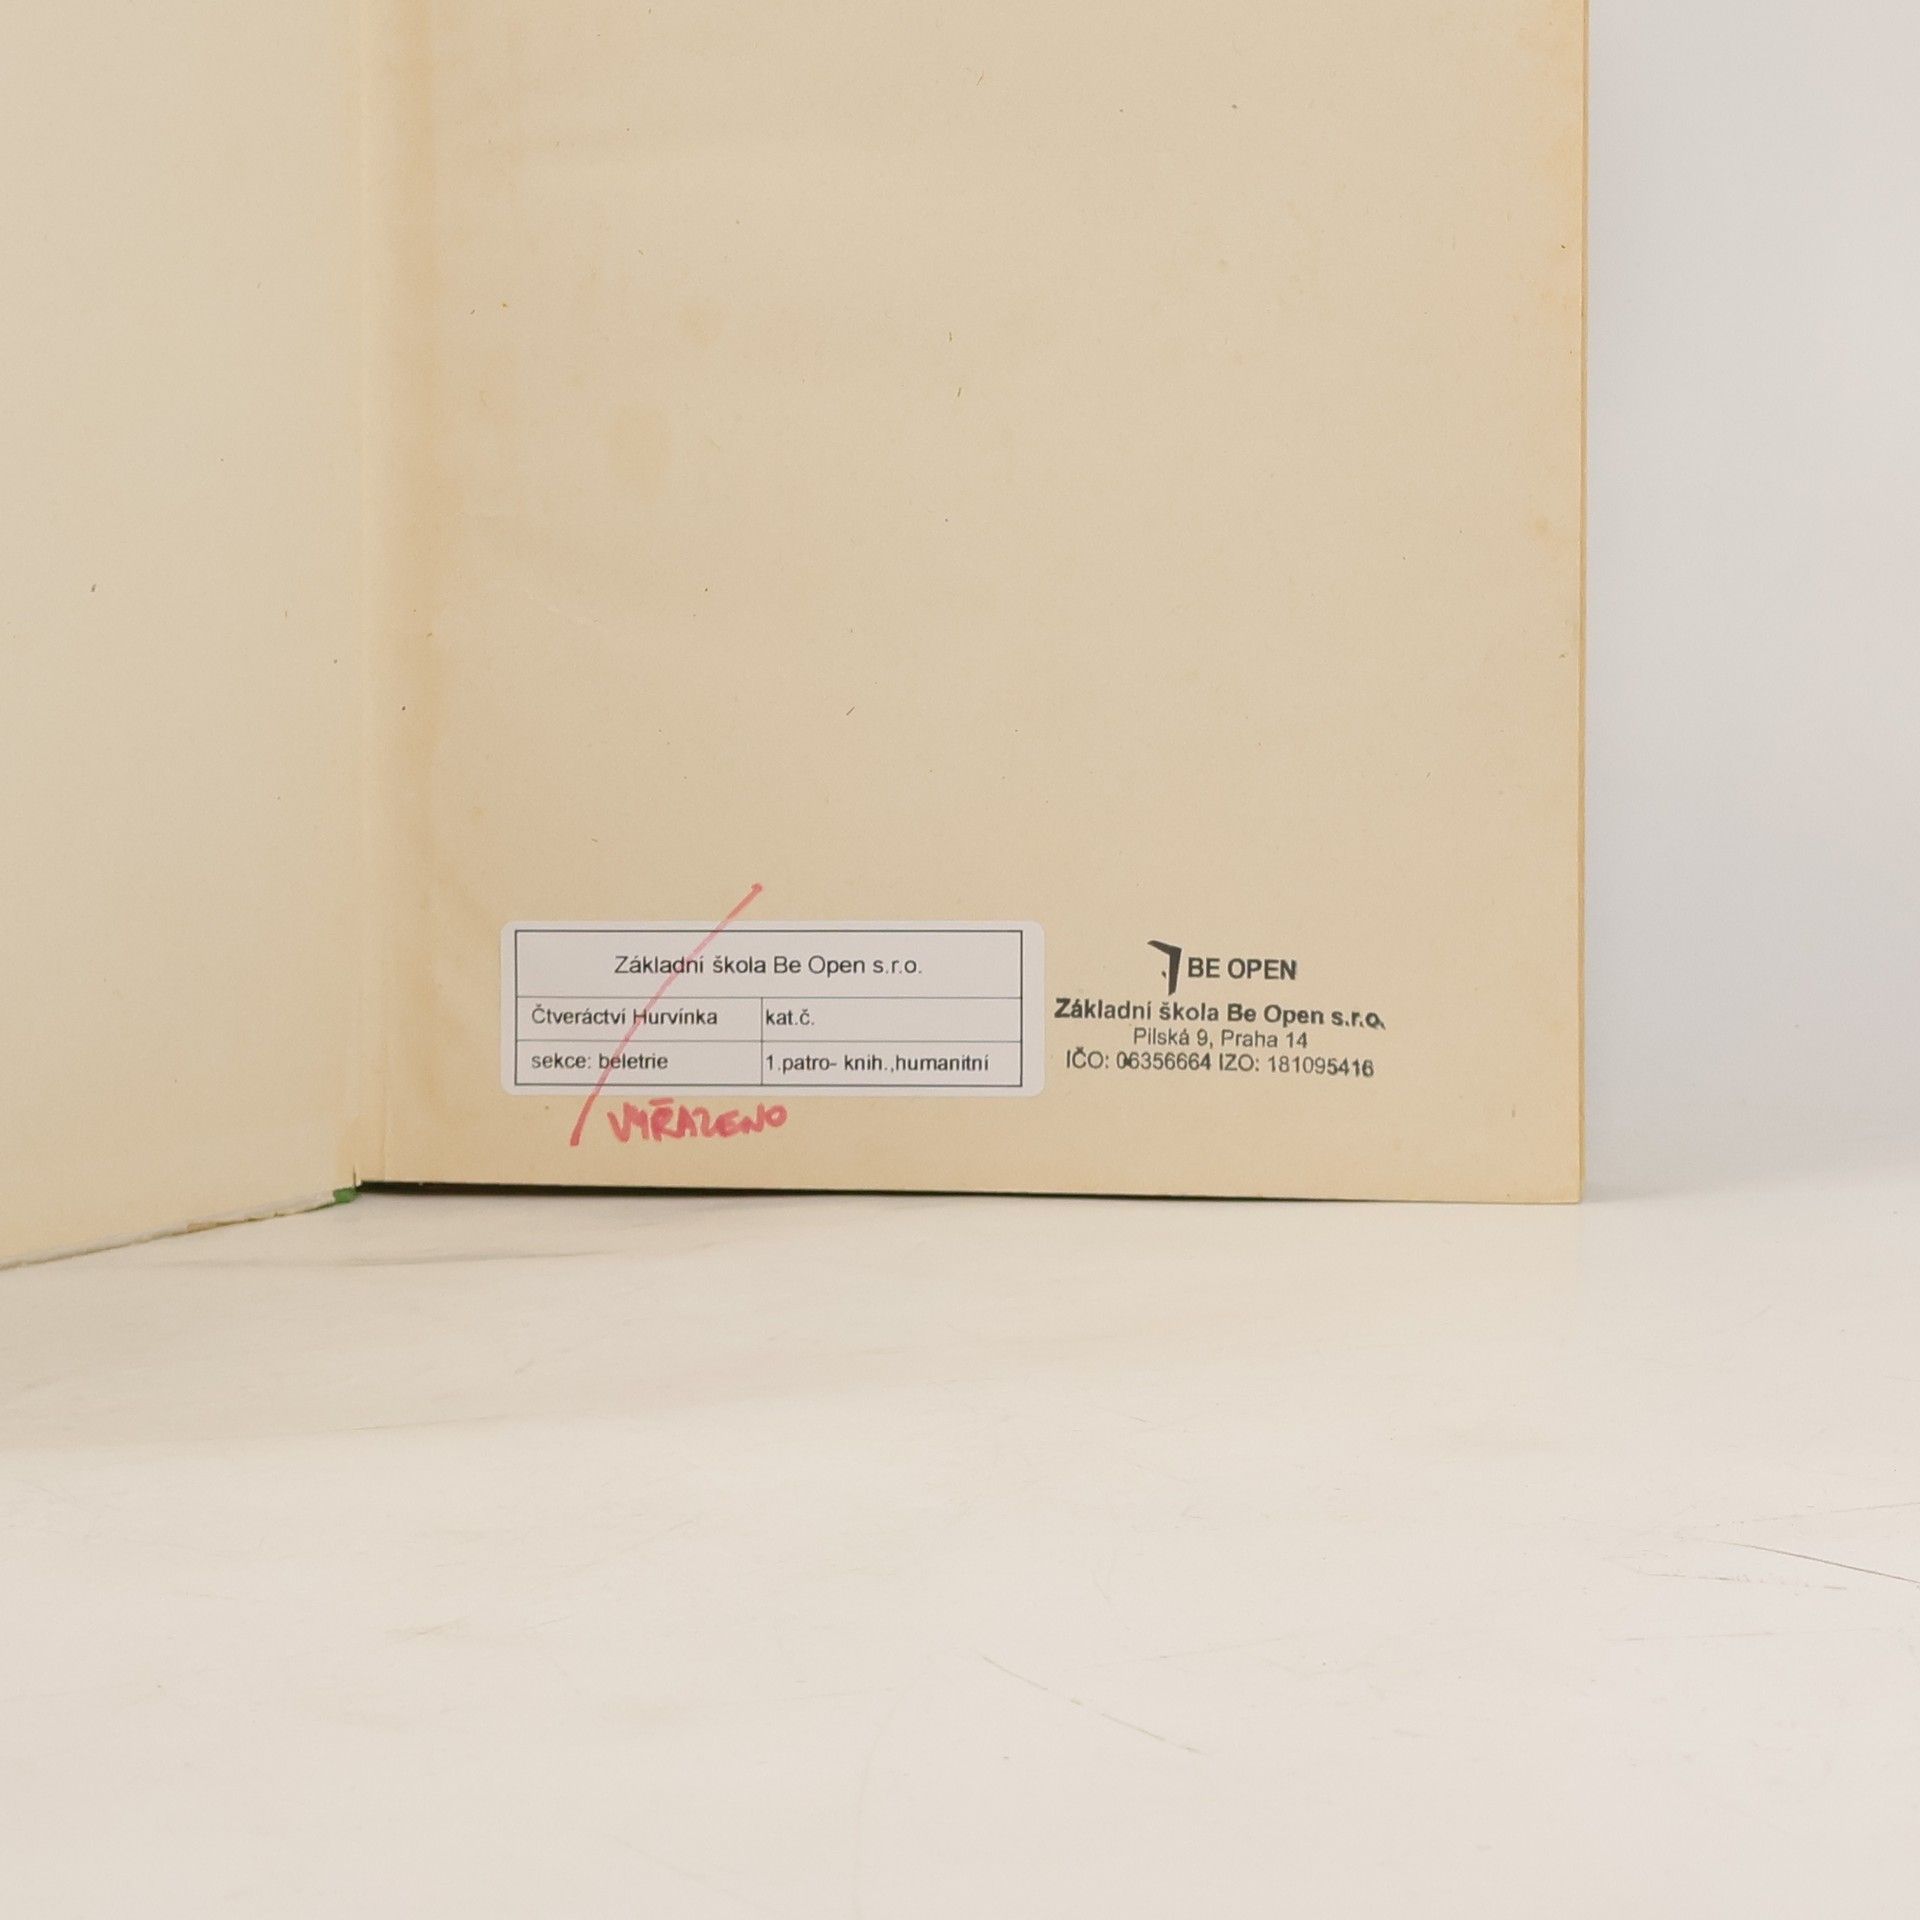 Základní škola Be Open s.r.o.
Čtveráctví Hurvínka kat.č.
sekce: beletrie 1.patro- knih.,humanitní
VYŘAZENO
BE OPEN
Základní škola Be Open s.r.o.
Pilská 9, Praha 14
IČO: 06356664 IZO: 181095416